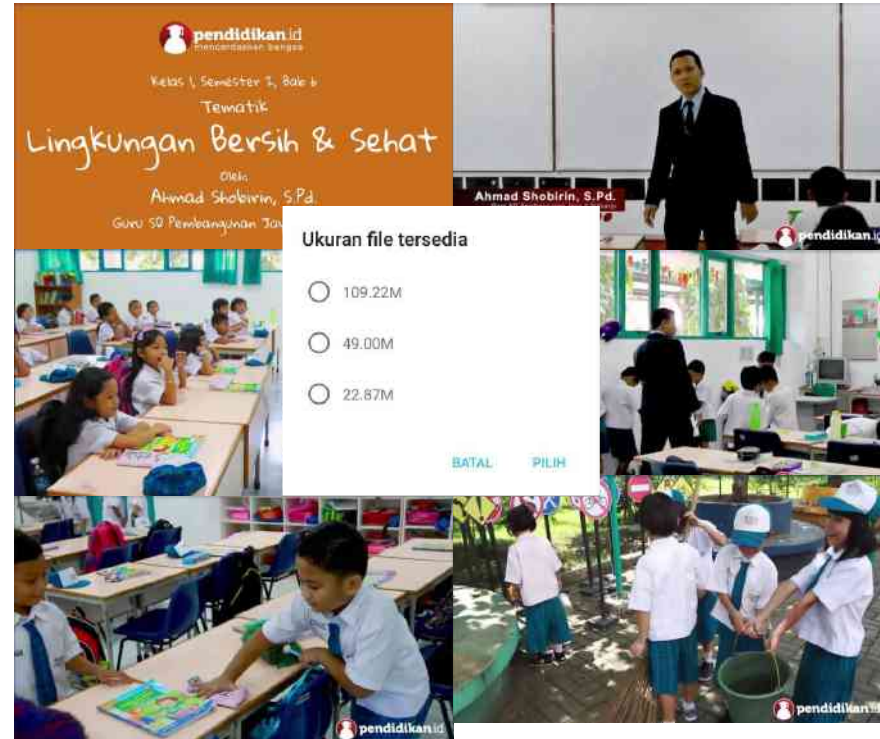 pendidikan.id
mencerdaskan bangsa
Kelas 1, Semester I, Bab 6
Tematik
Lingkungan Bersih & Sehat
Oleh:
Ahmad Shobirin, S.Pd.
Guru SD Pembangunan
Ahmad Shobirin, S.Pd.
pendidikan.id
Ukuran file tersedia
109.22M
49.00M
22.87M
BATAL PILIH
pendidikan.id
pendidikan.id